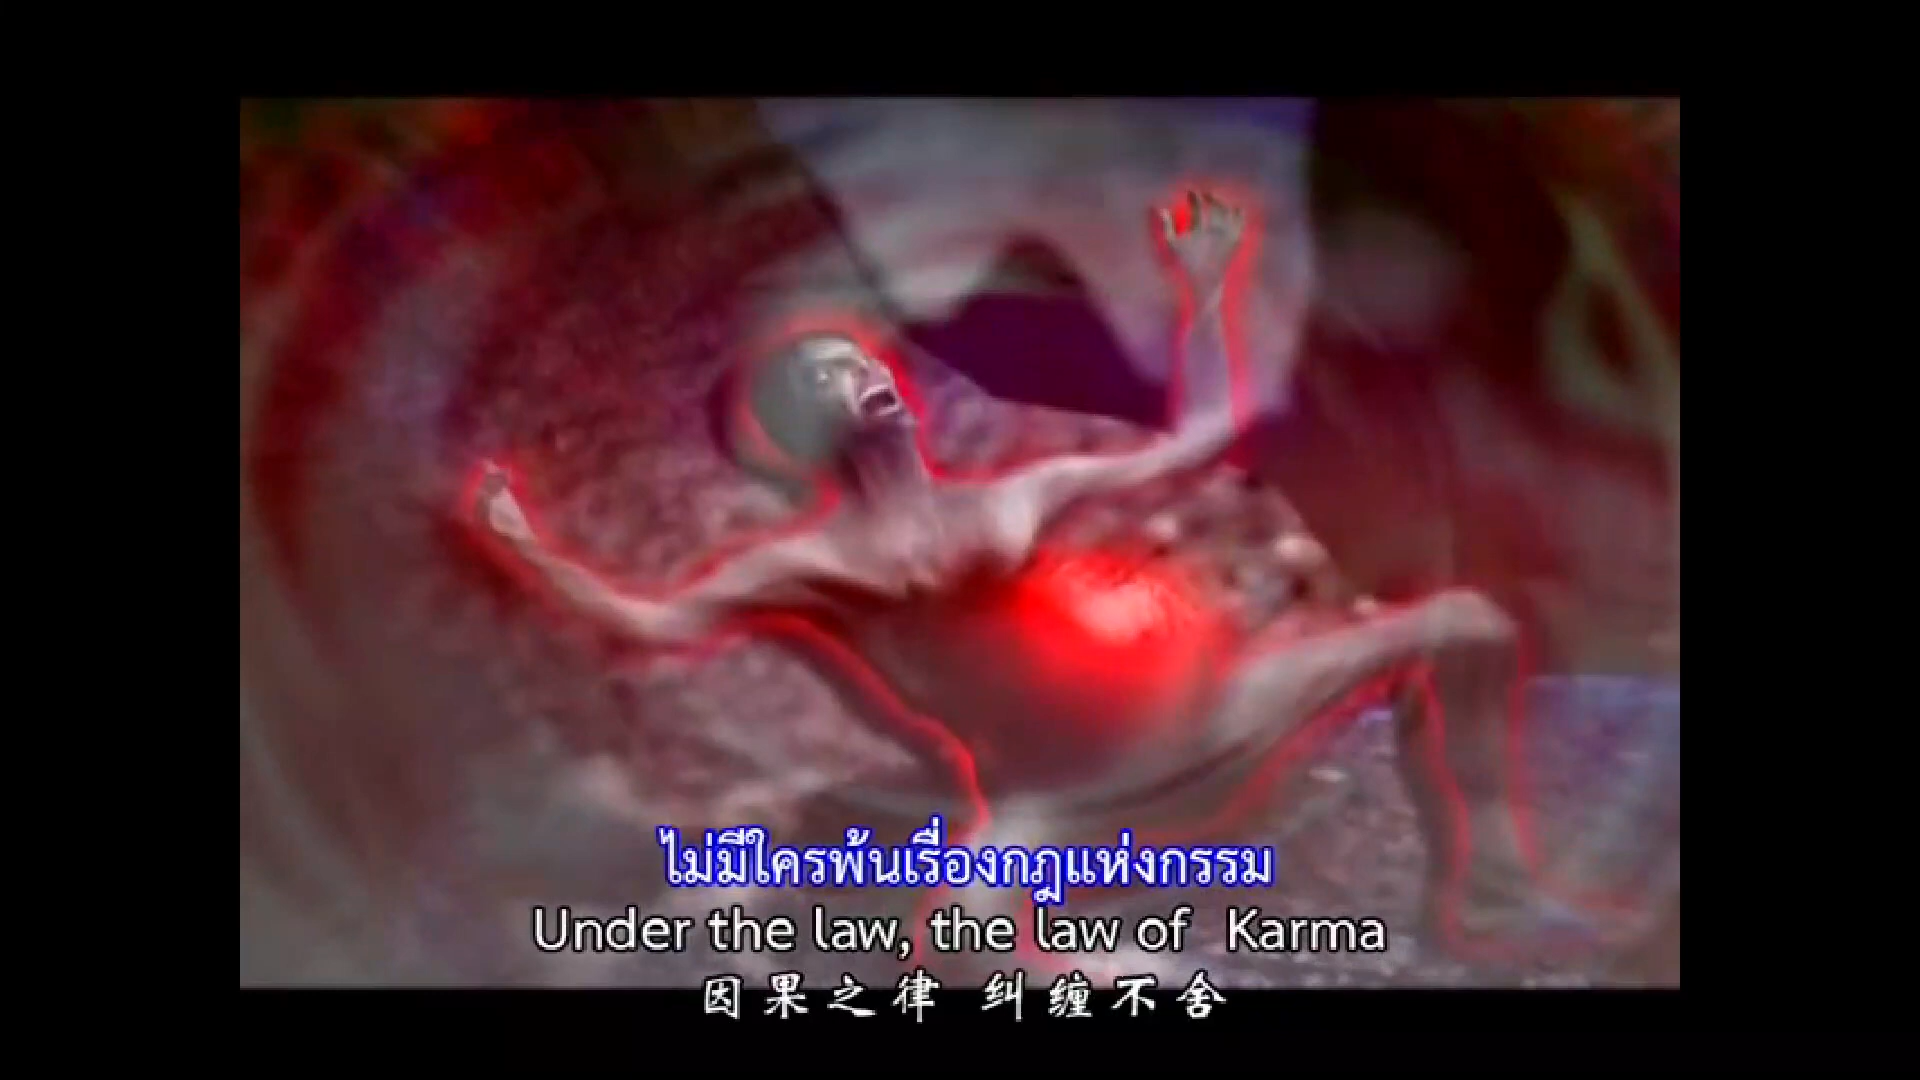 ไม่มีใครพ้นเรื่องกฎแห่งกรรม
Under the law, the law of Karma
因果之律 纠缠不舍